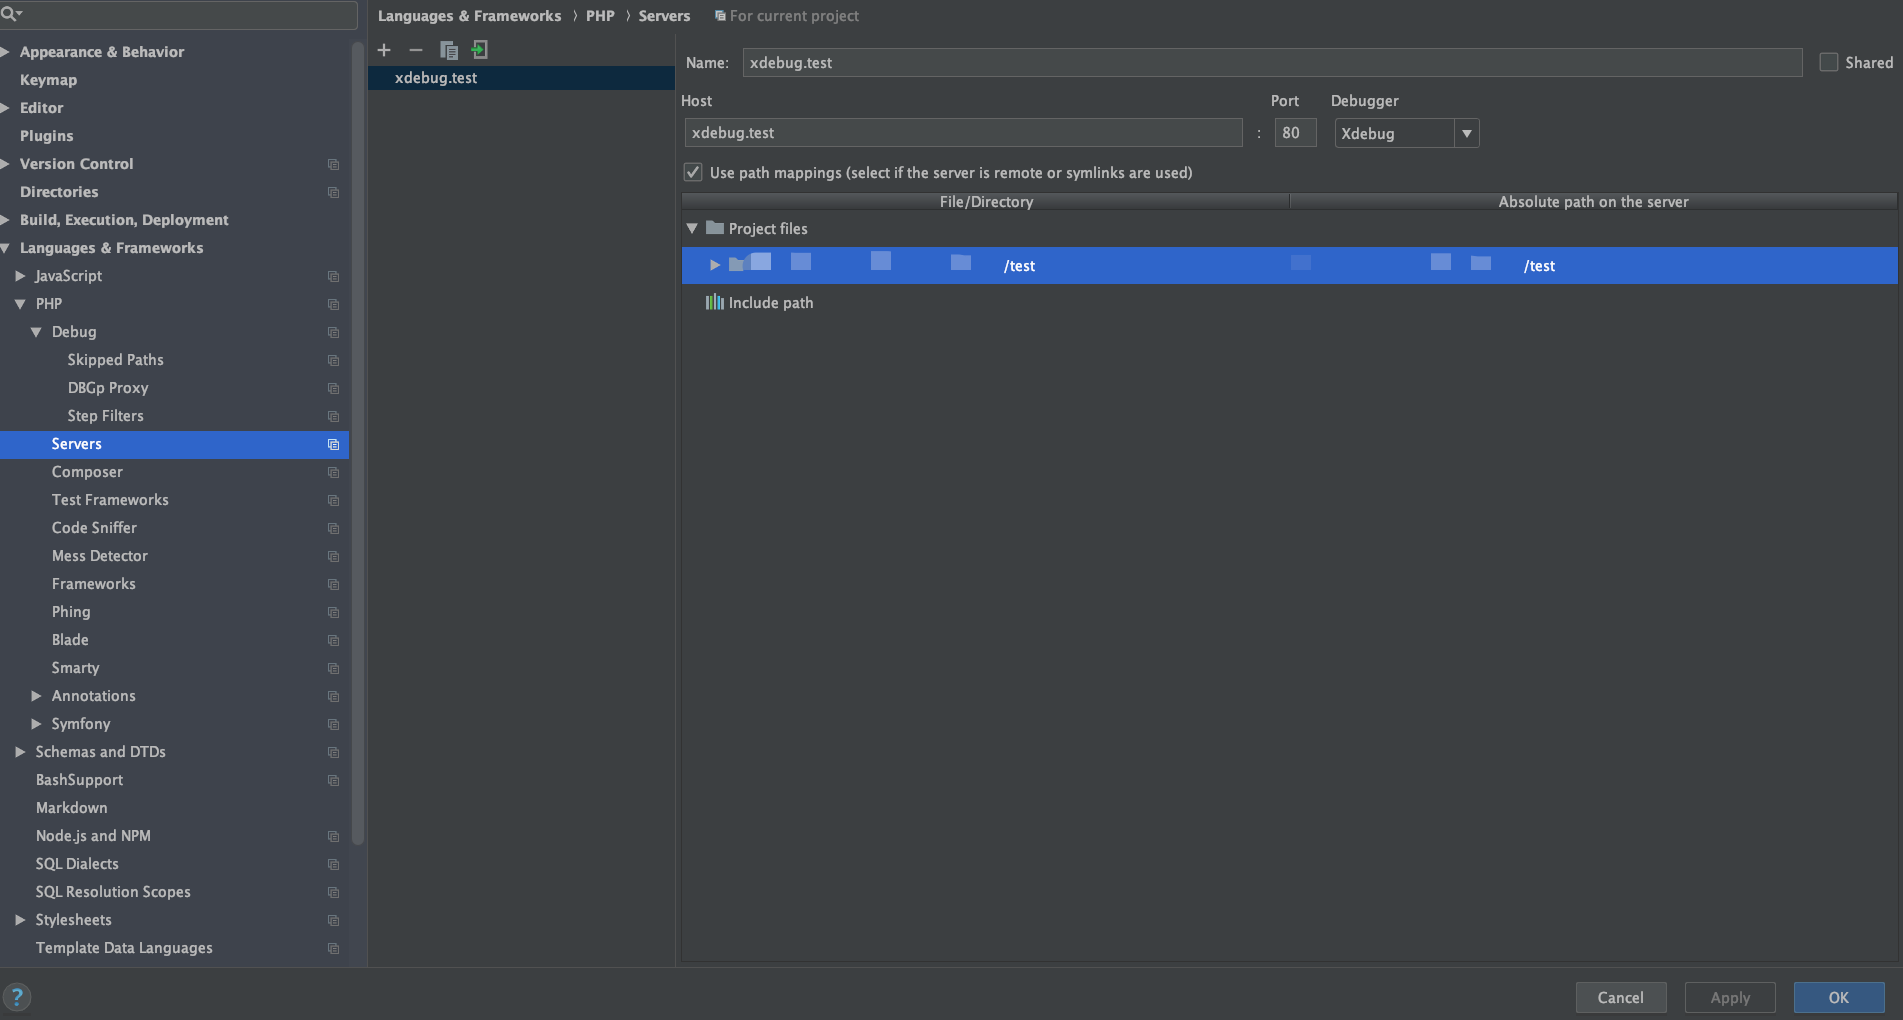 Languages & Frameworks 〉 PHP 〉 Servers For current project
Appearance & Behavior
Keymap
Editor
Plugins
Version Control
Directories
Build, Execution, Deployment
Languages & Frameworks
JavaScript
PHP
Debug
Skipped Paths
DBGp Proxy
Step Filters
Servers
Composer
Test Frameworks
Code Sniffer
Mess Detector
Frameworks
Phing
Blade
Smarty
Annotations
Symfony
Schemas and DTDs
BashSupport
Markdown
Node.js and NPM
SQL Dialects
SQL Resolution Scopes
Stylesheets
Template Data Languages
xdebug.test
Name: xdebug.test Shared
Host Port Debugger
xdebug.test : 80 Xdebug
Use path mappings (select if the server is remote or symlinks are used)
File/Directory Absolute path on the server
Project files
/test /test
Include path
? Cancel Apply OK